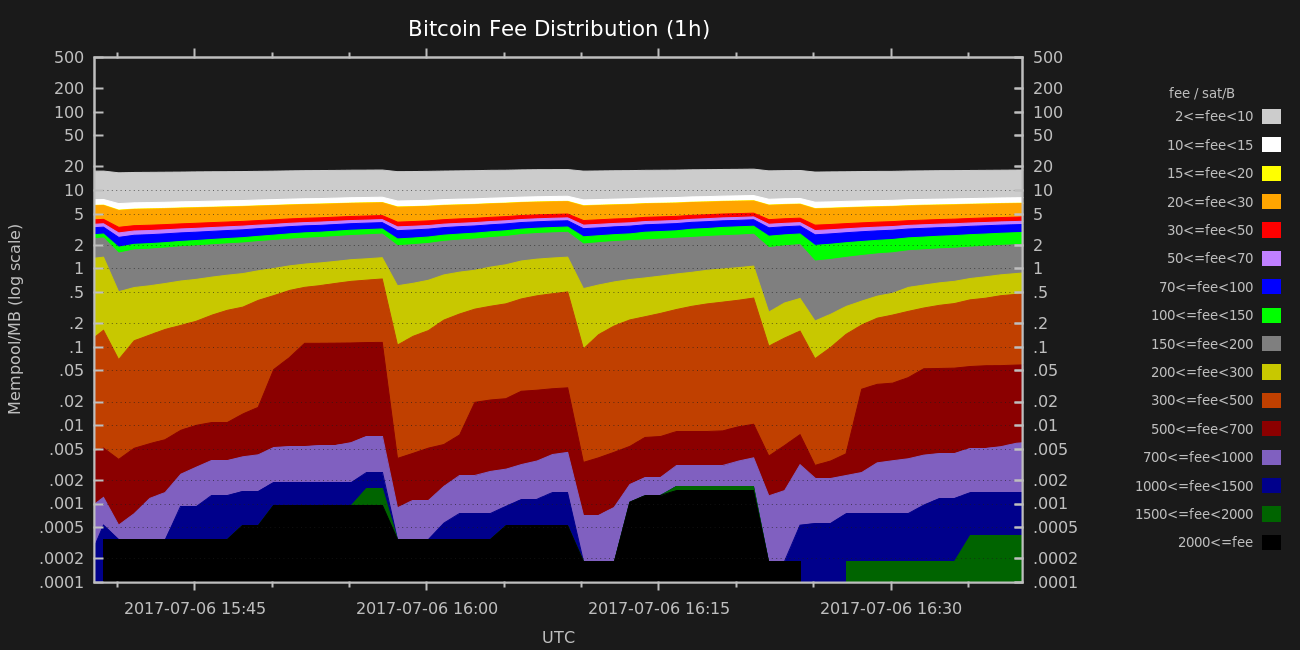 Bitcoin Fee Distribution (1h)
500
200
100
50
20
10
5
2
1
.5
.2
.1
.05
.02
.01
.005
.002
.001
.0005
.0002
.0001
Mempool/MB (log scale)
500
200
100
50
20
10
5
2
1
.5
.2
.1
.05
.02
.01
.005
.002
.001
.0005
.0002
.0001
2017-07-06 15:45
2017-07-06 16:00
2017-07-06 16:15
2017-07-06 16:30
UTC
fee / sat/B
2<=fee<10
10<=fee<15
15<=fee<20
20<=fee<30
30<=fee<50
50<=fee<70
70<=fee<100
100<=fee<150
150<=fee<200
200<=fee<300
300<=fee<500
500<=fee<700
700<=fee<1000
1000<=fee<1500
1500<=fee<2000
2000<=fee